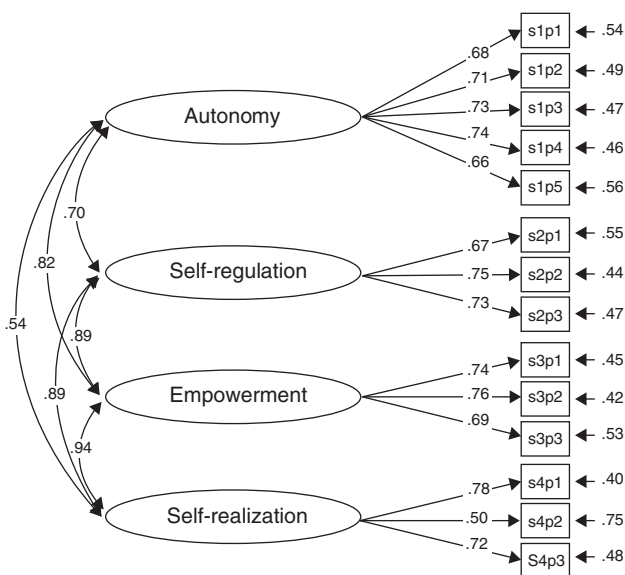 s1p1 .54
.68
s1p2 .49
.71
Autonomy .73 s1p3 .47
.74 s1p4 .46
.66
s1p5 .56
.70
.67 s2p1 .55
.82 Self-regulation .75 s2p2 .44
.73
s2p3 .47
.54 .89
.74 s3p1 .45
.89 Empowerment .76 s3p2 .42
.69
s3p3 .53
.94
.78 s4p1 .40
Self-realization .50 s4p2 .75
.72
S4p3 .48